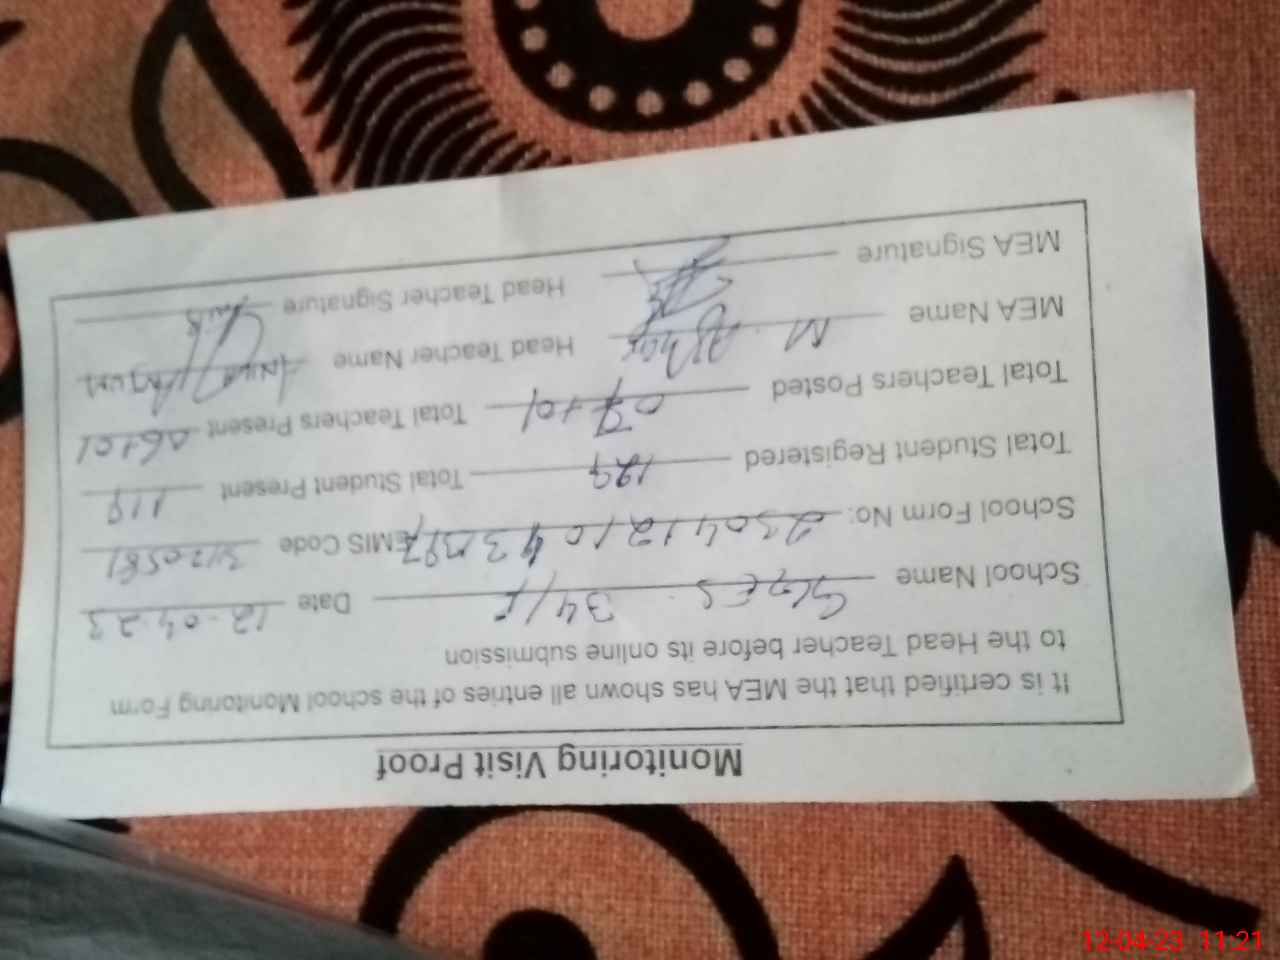 Monitoring Visit Proof
It is certified that the MEA has shown all entries of the school Monitoring Form
to the Head Teacher before its online submission
School Name GGES 34/F Date 12-04-23
School Form No: EMIS Code
Total Student Registered 129 Total Student Present 119
Total Teachers Posted 07+01 Total Teachers Present 06+01
MEA Name M. Head Teacher Name
MEA Signature Head Teacher Signature
12-04-23 11:21